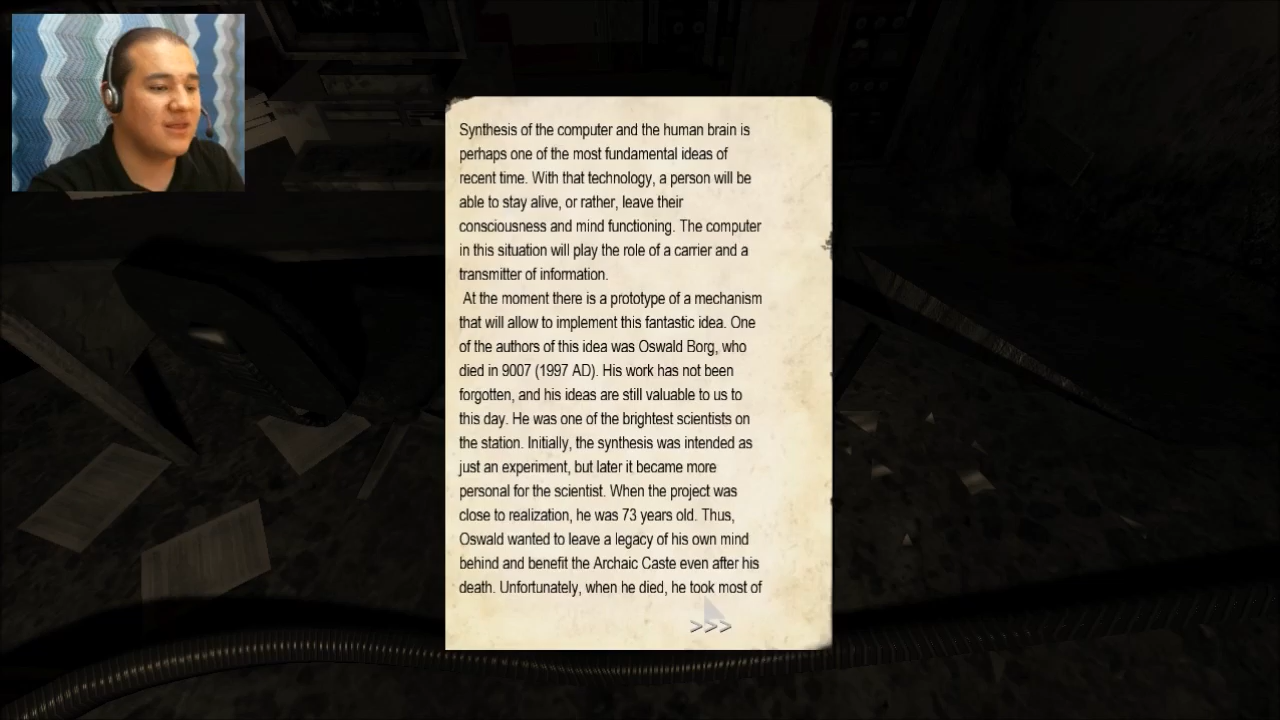 Synthesis of the computer and the human brain is
perhaps one of the most fundamental ideas of
recent time. With that technology, a person will be
able to stay alive, or rather, leave their
consciousness and mind functioning. The computer
in this situation will play the role of a carrier and a
transmitter of information.
At the moment there is a prototype of a mechanism
that will allow to implement this fantastic idea. One
of the authors of this idea was Oswald Borg, who
died in 9007 (1997 AD). His work has not been
forgotten, and his ideas are still valuable to us to
this day. He was one of the brightest scientists on
the station. Initially, the synthesis was intended as
just an experiment, but later it became more
personal for the scientist. When the project was
close to realization, he was 73 years old. Thus,
Oswald wanted to leave a legacy of his own mind
behind and benefit the Archaic Caste even after his
death. Unfortunately, when he died, he took most of
>>>